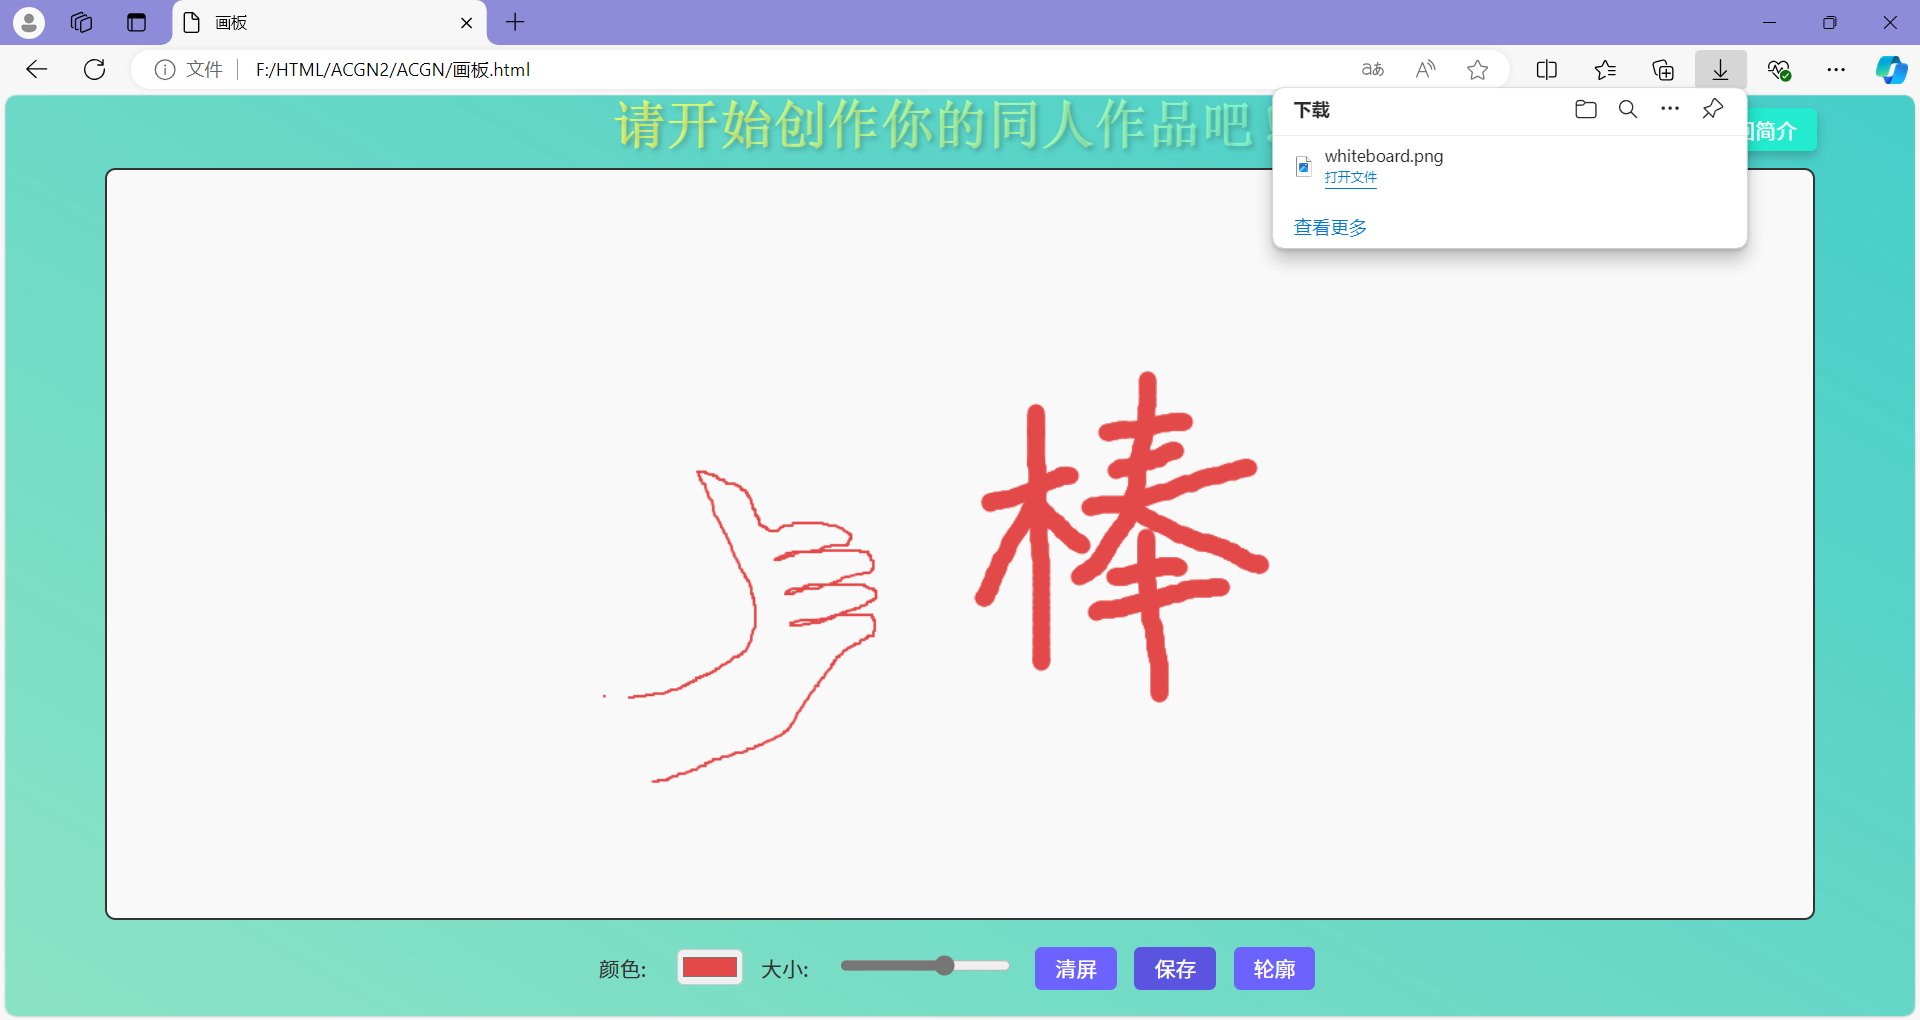 画板
文件
F:/HTML/ACGN2/ACGN/画板.html
请开始创作你的同人作品吧
简介
下载
whiteboard.png
打开文件
查看更多
棒
颜色:
大小:
清屏
保存
轮廓